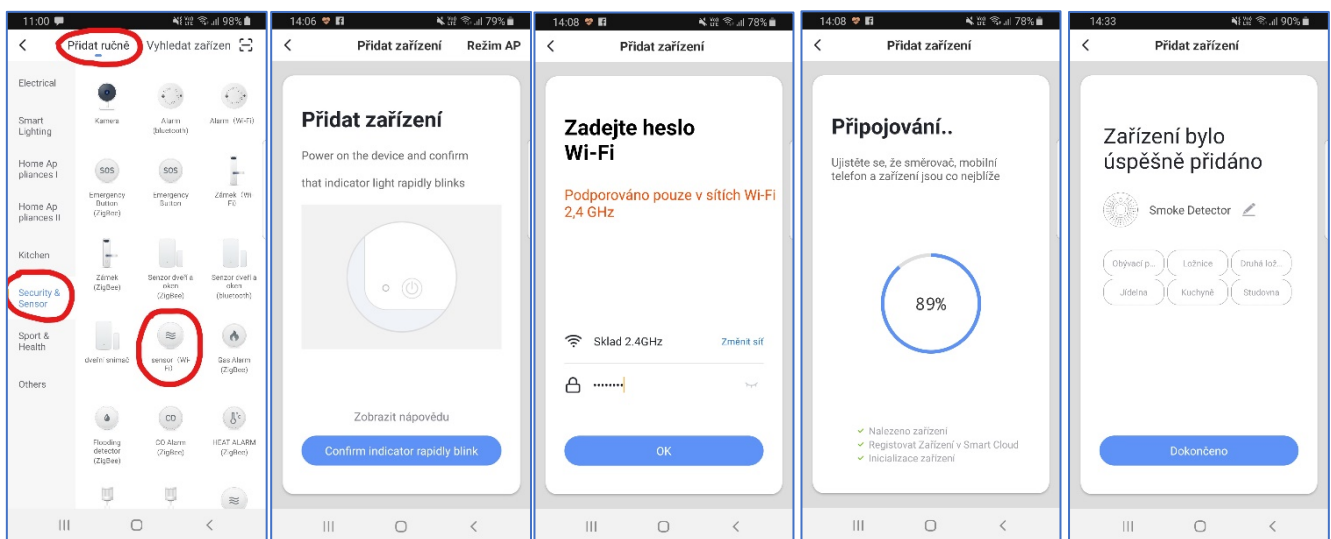 11:00 98%
Přidat ručně Vyhledat zařízen
Electrical
Smart
Lighting
Home Ap
pliances I
Home Ap
pliances II
Kitchen
Security &
Sensor
Sport &
Health
Others
Kamera
Alarm
(bluetooth)
Alarm (Wi-Fi)
SOS
Emergency
Button
(ZigBee)
SOS
Emergency
Button
Zámek (Wi
Fi)
Zámek
(ZigBee)
Senzor dveří a
oken
(ZigBee)
Senzor dveří a
oken
(bluetooth)
dveřní snímač
sensor (Wi-
Fi)
Gas Alarm
(ZigBee)
Flooding
detector
(ZigBee)
CO
CO Alarm
(ZigBee)
HEAT ALARM
(ZigBee)
14:06 79%
Přidat zařízení Režim AP
Přidat zařízení
Power on the device and confirm
that indicator light rapidly blinks
Zobrazit nápovědu
Confirm indicator rapidly blink
14:08 78%
Přidat zařízení
Zadejte heslo
Wi-Fi
Podporováno pouze v sítích Wi-Fi
2,4 GHz
Sklad 2.4GHz Změnit síť
OK
14:08 78%
Přidat zařízení
Připojování..
Ujistěte se, že směrovač, mobilní
telefon a zařízení jsou co nejblíže
89%
Nalezeno zařízení
Registovat Zařízení v Smart Cloud
Inicializace zařízení
14:33 90%
Přidat zařízení
Zařízení bylo
úspěšně přidáno
Smoke Detector
Obývací p... Ložnice Druhá lož...
Jídelna Kuchyně Studovna
Dokončeno